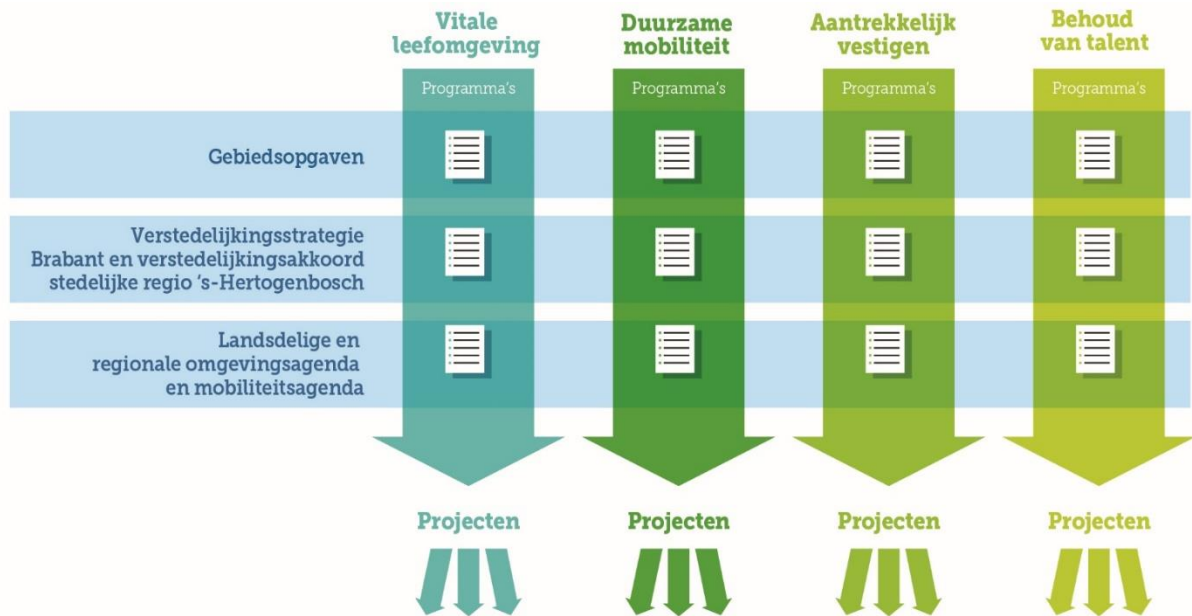 Vitale
leefomgeving
Duurzame
mobiliteit
Aantrekkelijk
vestigen
Behoud
van talent
Programma's
Programma's
Programma's
Programma's
Gebiedsopgaven
Verstedelijkingsstrategie
Brabant en verstedelijkingsakkoord
stedelijke regio 's-Hertogenbosch
Landsdelige en
regionale omgevingsagenda
en mobiliteitsagenda
Projecten
Projecten
Projecten
Projecten